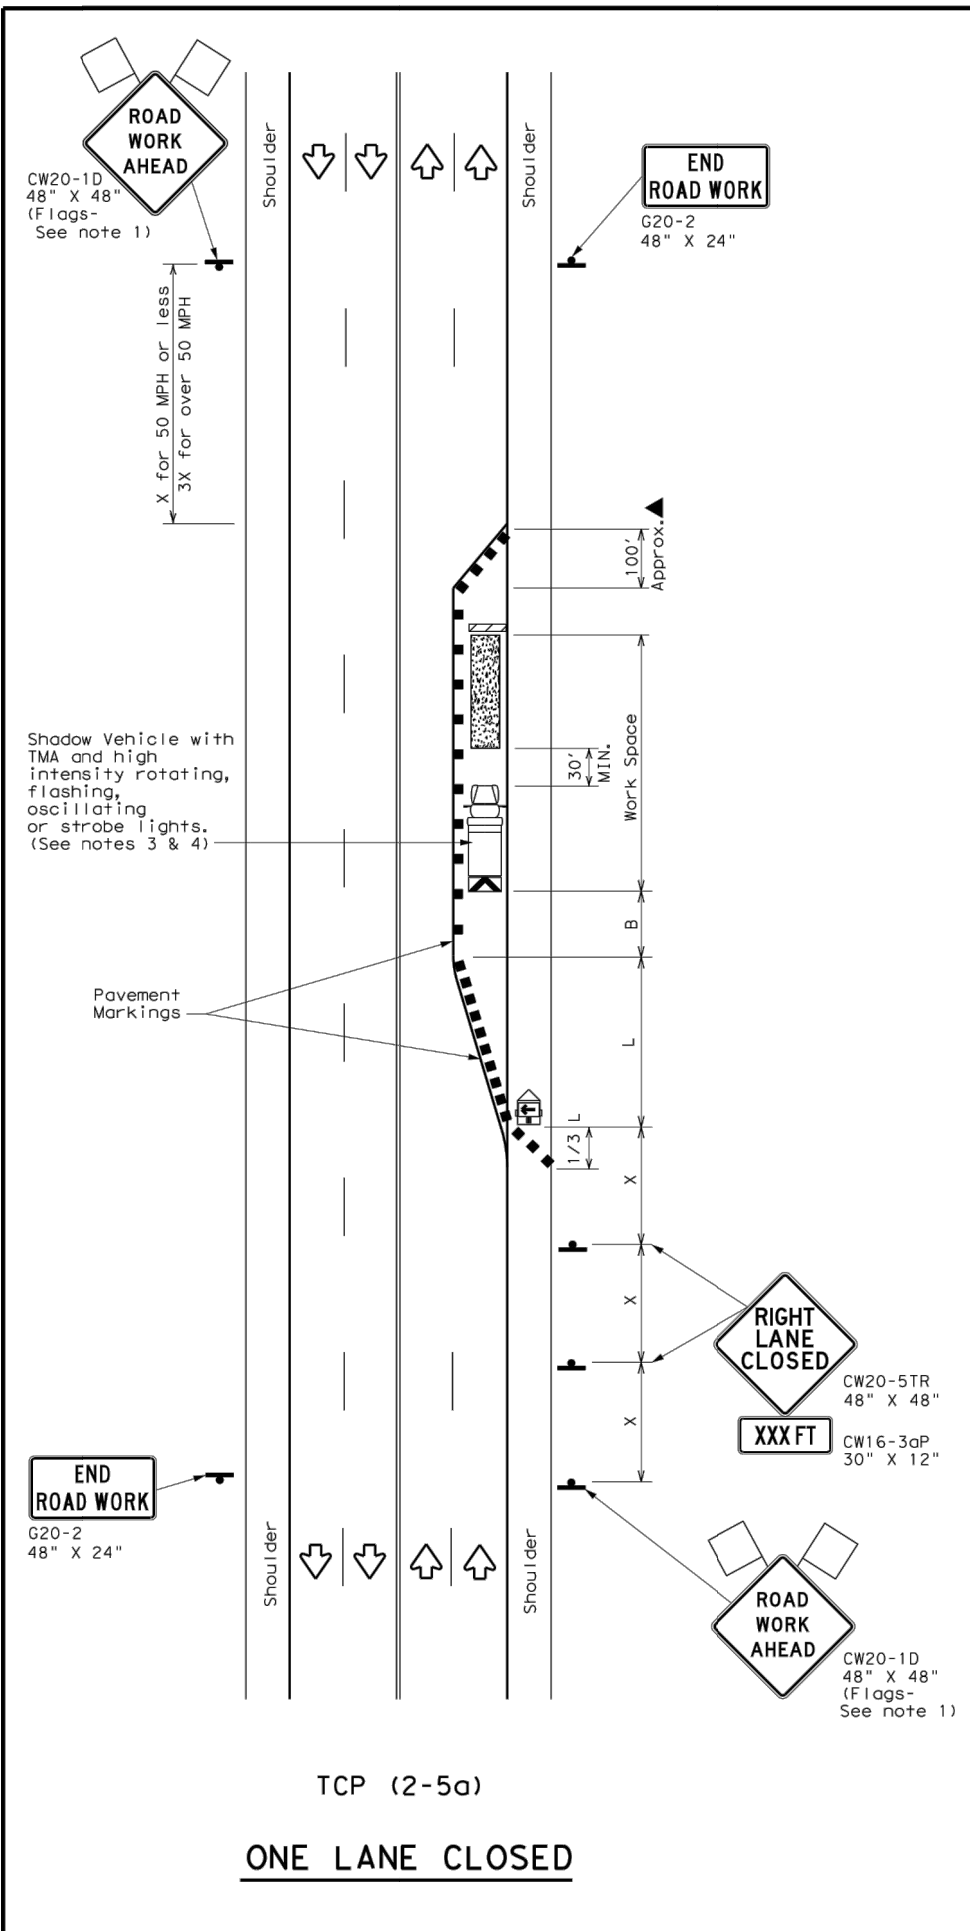 ROAD
WORK
AHEAD
CW20-1D
48" X 48"
(Flags-
See note 1)
Shoulder
Shoulder
END
ROAD WORK
G20-2
48" X 24"
X for 50 MPH or less
3X for over 50 MPH
100'
Approx.
Shadow Vehicle with
TMA and high
intensity rotating,
flashing,
oscillating
or strobe lights.
(See notes 3 & 4)
30'
MIN.
Work Space
B
Pavement
Markings
L
1/3 L
X
X
X
RIGHT
LANE
CLOSED
CW20-5TR
48" X 48"
XXX FT
CW16-3aP
30" X 12"
END
ROAD WORK
G20-2
48" X 24"
Shoulder
Shoulder
ROAD
WORK
AHEAD
CW20-1D
48" X 48"
(Flags-
See note 1)
TCP (2-5a)
ONE LANE CLOSED